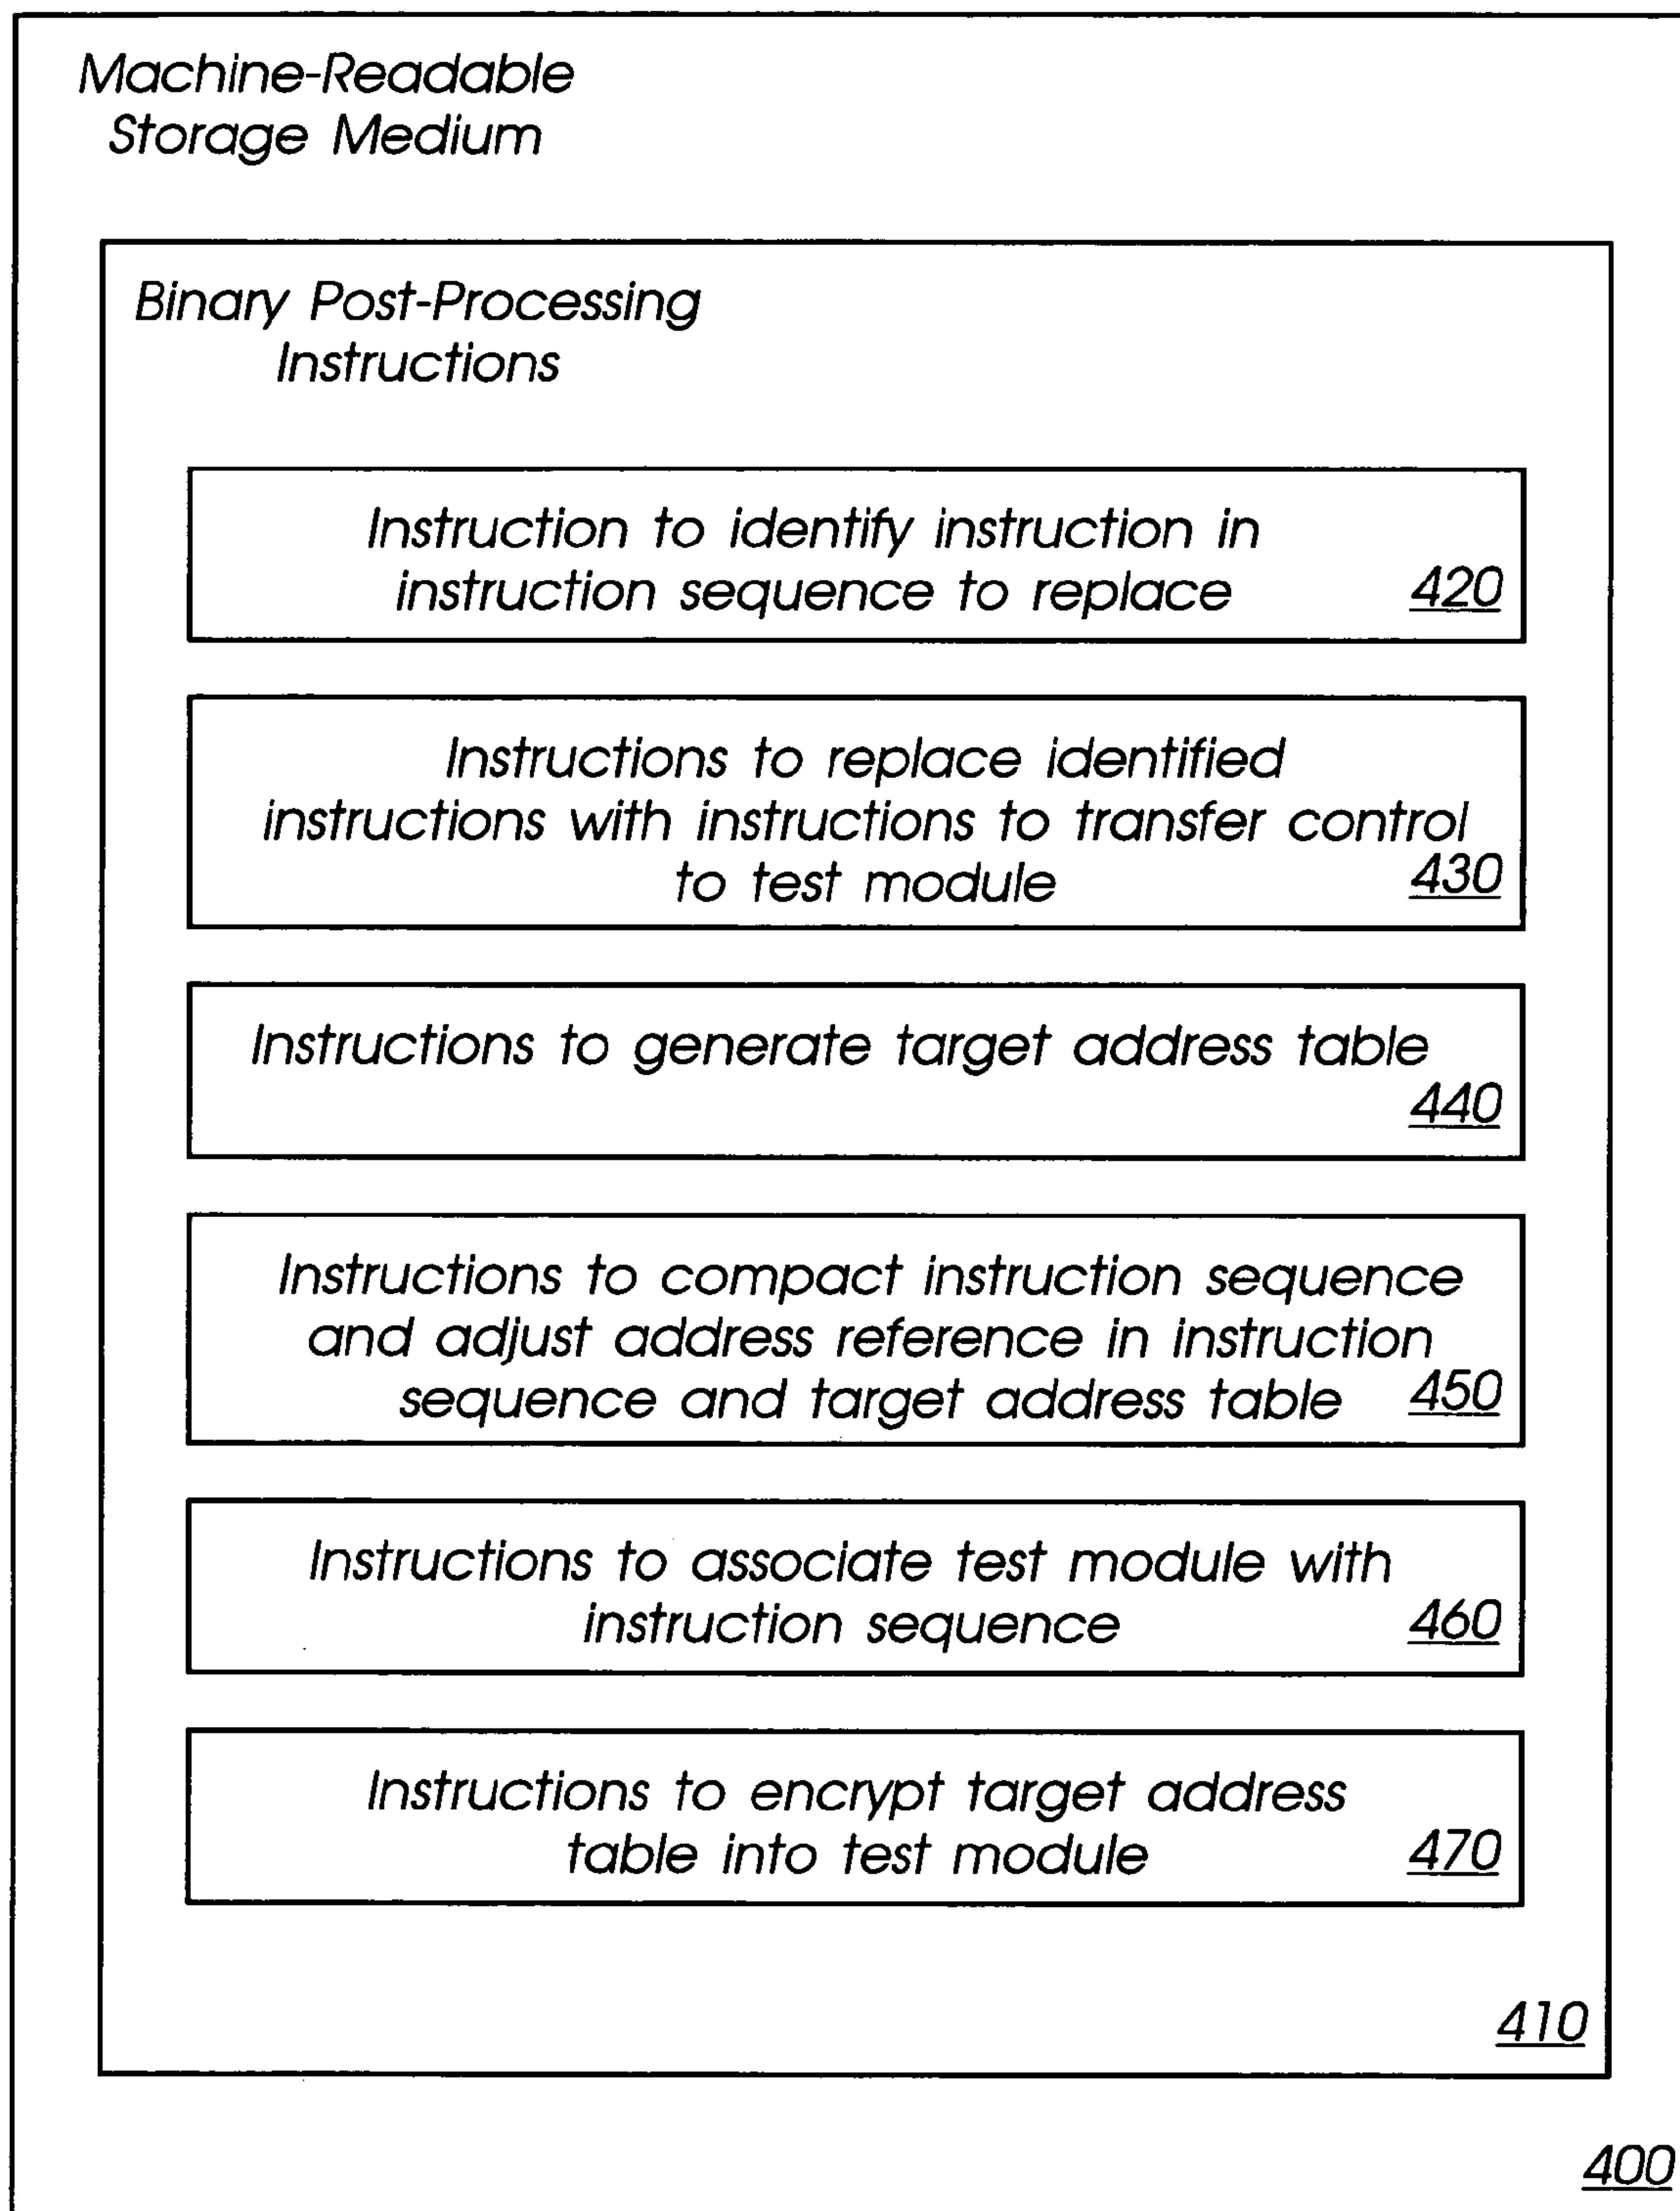 Machine-Readable
Storage Medium
Binary Post-Processing
Instructions
Instruction to identify instruction in
instruction sequence to replace 420
Instructions to replace identified
instructions with instructions to transfer control
to test module 430
Instructions to generate target address table
440
Instructions to compact instruction sequence
and adjust address reference in instruction
sequence and target address table 450
Instructions to associate test module with
instruction sequence 460
Instructions to encrypt target address
table into test module 470
410
400